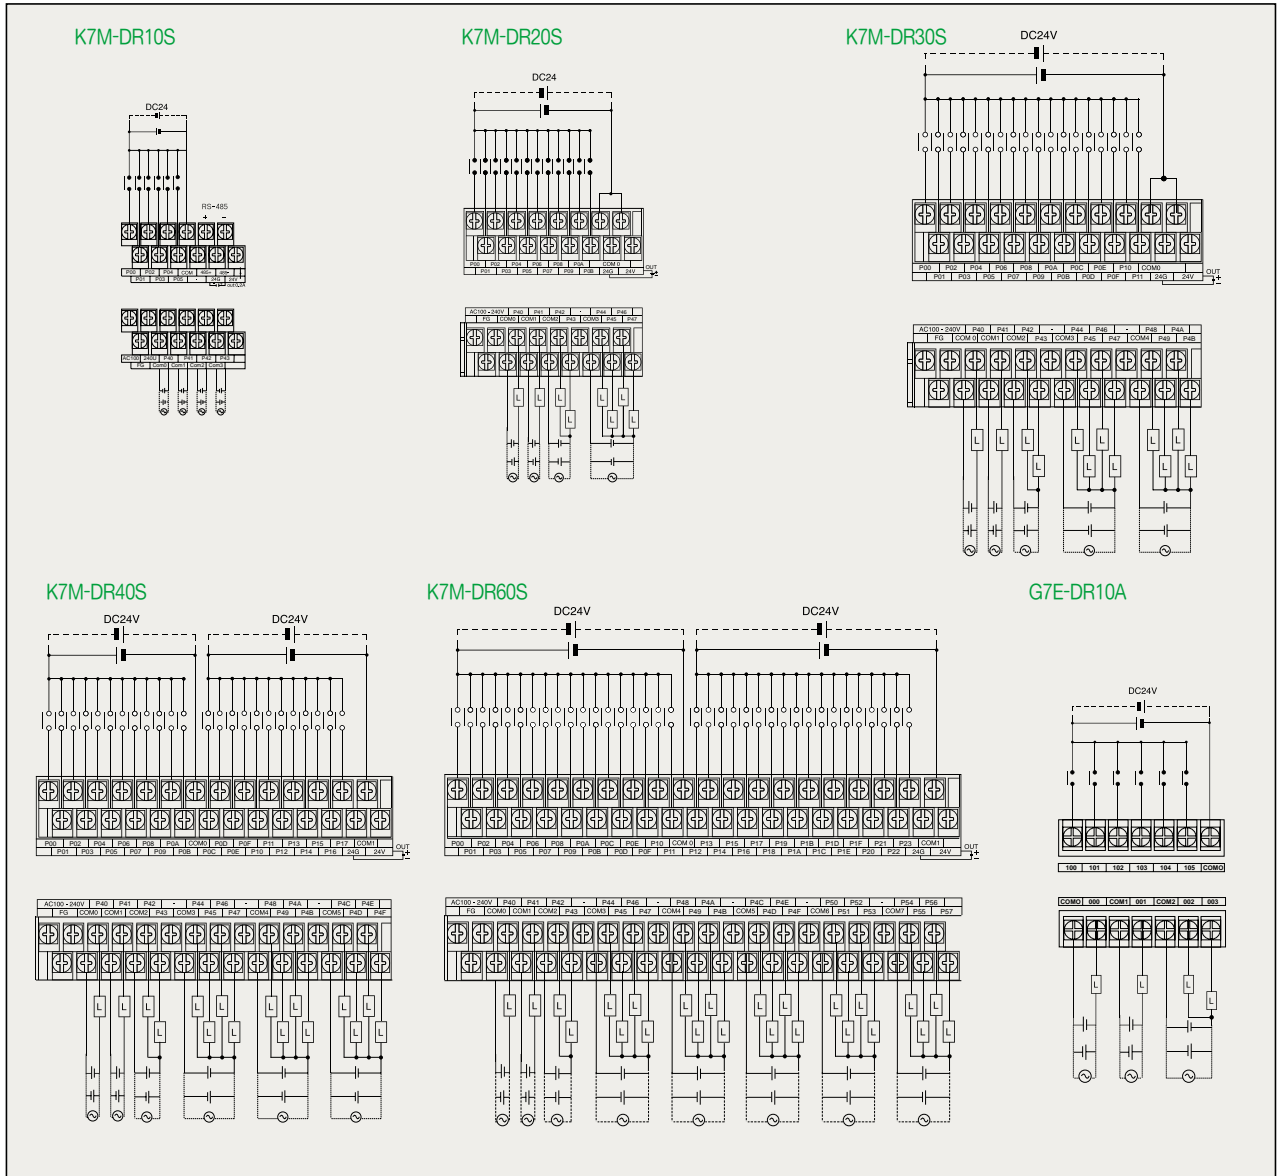 K7M-DR10S
DC24
RS-485
+ -
P00 P02 P04 COM 485+ 485-
P01 P03 P05 - 24G 24V
AC100 240U P40 P41 P42 P43
FG Com0 Com1 Com2 Com3
K7M-DR20S
DC24
P00 P02 P04 P06 P08 P0A COM 0
P01 P03 P05 P07 P09 P0B 24G 24V
OUT
AC100-240V P40 P41 P42 - P44 P46
FG COM0 COM1 COM2 P43 COM3 P45 P47
L L L L L L L L
K7M-DR30S
DC24V
P00 P02 P04 P06 P08 P0A P0C P0E P10 COM0
P01 P03 P05 P07 P09 P0B P0D P0F P11 24G 24V
OUT
AC100 - 240V P40 P41 P42 - P44 P46 - P48 P4A
FG COM 0 COM1 COM2 P43 COM3 P45 P47 COM4 P49 P4B
L L L L L L L L
L L L L
K7M-DR40S
DC24V DC24V
P00 P02 P04 P06 P08 P0A COM0 P0D P0F P11 P13 P15 P17 COM1
P01 P03 P05 P07 P09 P0B P0C P0E P10 P12 P14 P16 24G 24V
OUT
AC100 - 240V P40 P41 P42 - P44 P46 - P48 P4A - P4C P4E
FG COM0 COM1 COM2 P43 COM3 P45 P47 COM4 P49 P4B COM5 P4D P4F
L L L L L L
L L L L L L L
K7M-DR60S
DC24V DC24V
P00 P02 P04 P06 P08 P0A P0C P0E P10 COM 0 P13 P15 P17 P19 P1B P1D P1F P21 P23 COM1
P01 P03 P05 P07 P09 P0B P0D P0F P11 P12 P14 P16 P18 P1A P1C P1E P20 P22 24G 24V
OUT
AC100 - 240V P40 P41 P42 - P44 P46 - P48 P4A - P4C P4E - P50 P52 - P54 P56
FG COM0 COM1 COM2 P43 COM3 P45 P47 COM4 P49 P4B COM5 P4D P4F COM6 P51 P53 COM7 P55 P57
L L L L L L L L
L L L L L L L L L L L
G7E-DR10A
DC24V
100 101 102 103 104 105 COMO
COMO 000 COM1 001 COM2 002 003
L L L
L